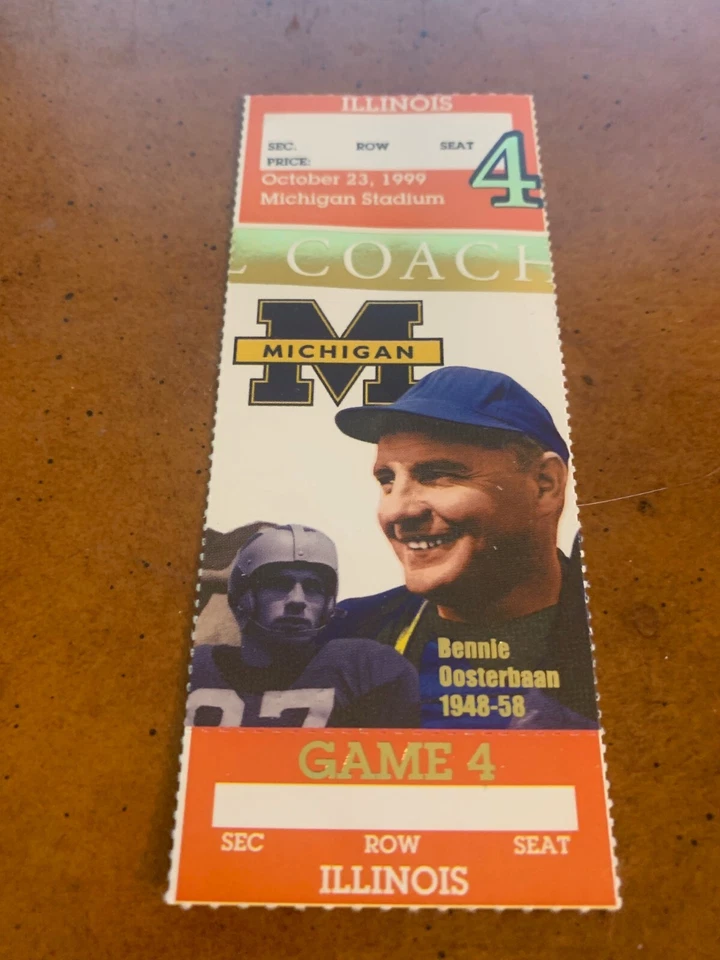 ILLINOIS
SEC. ROW SEAT
PRICE:
4
October 23, 1999
Michigan Stadium
COACH
MICHIGAN
Bennie
Oosterbaan
1948-58
GAME 4
SEC ROW SEAT
ILLINOIS